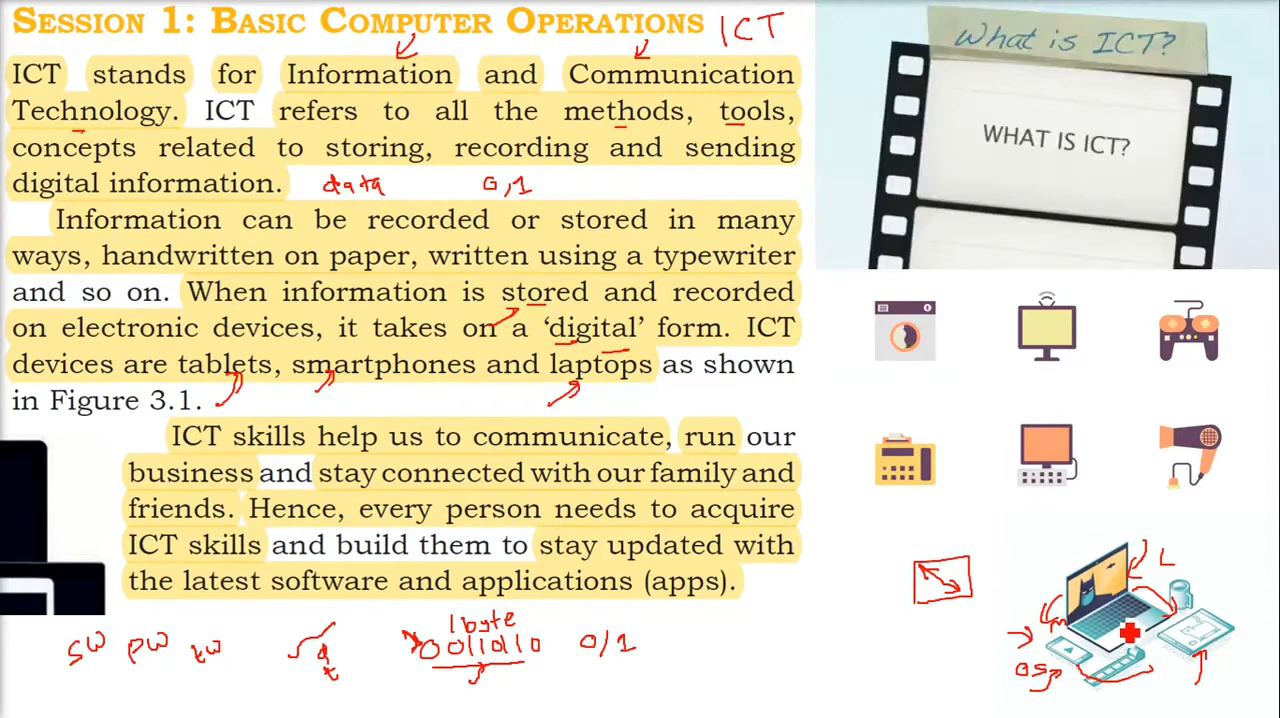 SESSION 1: BASIC COMPUTER OPERATIONS ICT
ICT stands for Information and Communication
Technology. ICT refers to all the methods, tools,
concepts related to storing, recording and sending
digital information. data 0,1
Information can be recorded or stored in many
ways, handwritten on paper, written using a typewriter
and so on. When information is stored and recorded
on electronic devices, it takes on a ‘digital’ form. ICT
devices are tablets, smartphones and laptops as shown
in Figure 3.1.
ICT skills help us to communicate, run our
business and stay connected with our family and
friends. Hence, every person needs to acquire
ICT skills and build them to stay updated with
the latest software and applications (apps).
1 byte
SW PW tW 00110110 0/1
What is ICT?
WHAT IS ICT?
L
OS